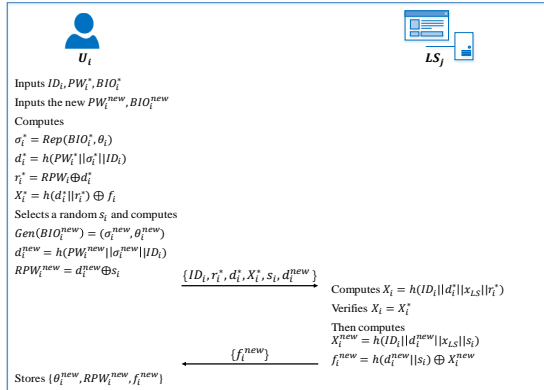 U_i
LS_j
Inputs ID_i, PW_i^*, BIO_i^*
Inputs the new PW_i^{new}, BIO_i^{new}
Computes
σ_i^* = Rep(BIO_i^*, θ_i)
d_i^* = h(PW_i^*||σ_i^*||ID_i)
r_i^* = RPW_i⊕d_i^*
X_i^* = h(d_i^*||r_i^*) ⊕ f_i
Selects a random s_i and computes
Gen(BIO_i^{new}) = (σ_i^{new}, θ_i^{new})
d_i^{new} = h(PW_i^{new}||σ_i^{new}||ID_i)
RPW_i^{new} = d_i^{new}⊕s_i
{ID_i, r_i^*, d_i^*, X_i^*, s_i, d_i^{new}}
Computes X_i = h(ID_i||d_i^*||x_{LS}||r_i^*)
Verifies X_i = X_i^*
Then computes
X_i^{new} = h(ID_i||d_i^{new}||x_{LS}||s_i)
f_i^{new} = h(d_i^{new}||s_i) ⊕ X_i^{new}
{f_i^{new}}
Stores {θ_i^{new}, RPW_i^{new}, f_i^{new}}